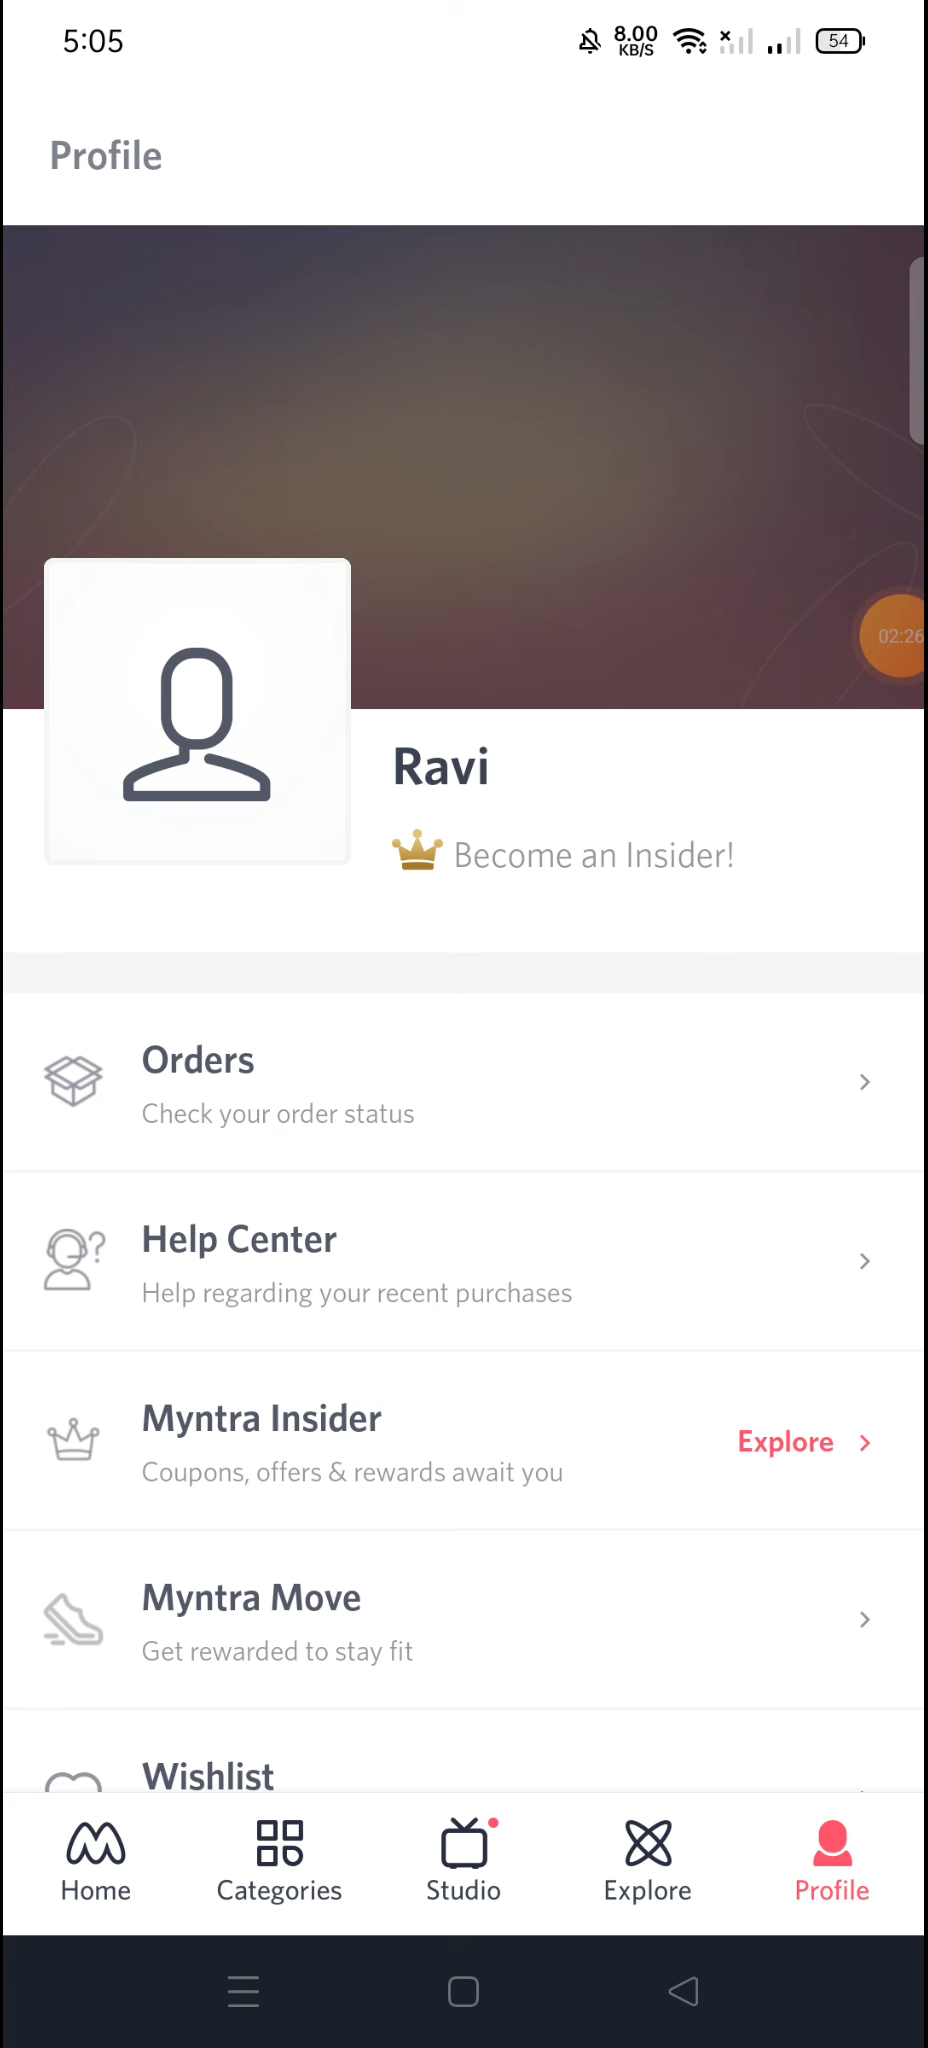 5:05
8.00
KB/S
54
Profile
02:26
Ravi
Become an Insider!
Orders
Check your order status
Help Center
Help regarding your recent purchases
Myntra Insider
Explore
Coupons, offers & rewards await you
Myntra Move
Get rewarded to stay fit
Wishlist
Home
Categories
Studio
Explore
Profile